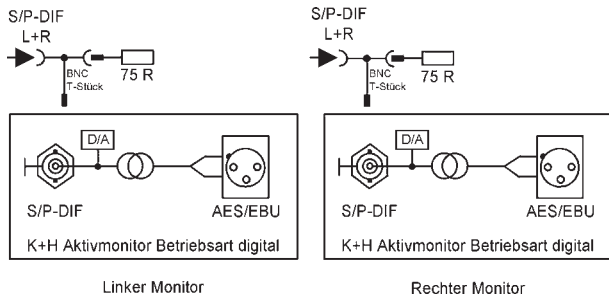 S/P-DIF
L+R
BNC
T-Stück
75 R
D/A
S/P-DIF
AES/EBU
K+H Aktivmonitor Betriebsart digital
Linker Monitor
S/P-DIF
L+R
BNC
T-Stück
75 R
D/A
S/P-DIF
AES/EBU
K+H Aktivmonitor Betriebsart digital
Rechter Monitor